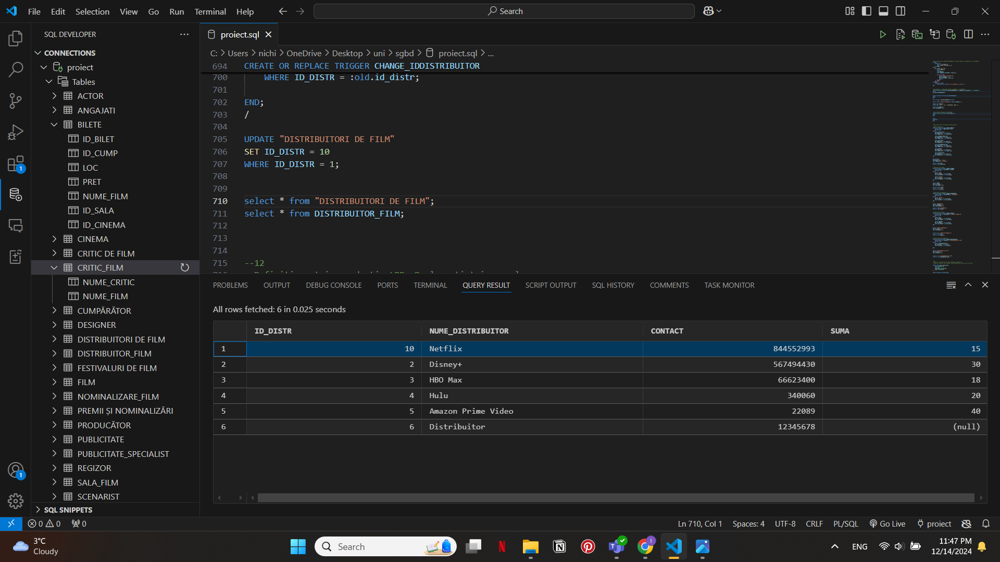 File Edit Selection View Go Run Terminal Help
Search
SQL DEVELOPER
CONNECTIONS
proiect
Tables
ACTOR
ANGAJATI
BILETE
ID_BILET
ID_CUMP
LOC
PRET
NUME_FILM
ID_SALA
ID_CINEMA
CINEMA
CRITIC DE FILM
CRITIC_FILM
NUME_CRITIC
NUME_FILM
CUMPĂRĂTOR
DESIGNER
DISTRIBUITORI DE FILM
DISTRIBUITOR_FILM
FESTIVALURI DE FILM
FILM
NOMINALIZARE_FILM
PREMII ȘI NOMINALIZĂRI
PRODUCĂTOR
PUBLICITATE
PUBLICITATE_SPECIALIST
REGIZOR
SALA_FILM
SCENARIST
SQL SNIPPETS
proiect.sql
C: > Users > nichi > OneDrive > Desktop > uni > sgbd > proiect.sql > ...
694 CREATE OR REPLACE TRIGGER CHANGE_IDDISTRIBUITOR
700 WHERE ID_DISTR = :old.id_distr;
701
702 END;
703 /
704
705 UPDATE "DISTRIBUITORI DE FILM"
706 SET ID_DISTR = 10
707 WHERE ID_DISTR = 1;
708
709
710 select * from "DISTRIBUITORI DE FILM";
711 select * from DISTRIBUITOR_FILM;
712
713
714
715 --12
PROBLEMS OUTPUT DEBUG CONSOLE PORTS TERMINAL QUERY RESULT SCRIPT OUTPUT SQL HISTORY COMMENTS TASK MONITOR
All rows fetched: 6 in 0.025 seconds
ID_DISTR NUME_DISTRIBUITOR CONTACT SUMA
1 10 Netflix 844552993 15
2 2 Disney+ 567494430 30
3 3 HBO Max 66623400 18
4 4 Hulu 340060 20
5 5 Amazon Prime Video 22089 40
6 6 Distribuitor 12345678 (null)
1
1
0 0 0
Ln 710, Col 1 Spaces: 4 UTF-8 CRLF PL/SQL Go Live proiect
3°C
Cloudy
Search
ENG
11:47 PM
12/14/2024